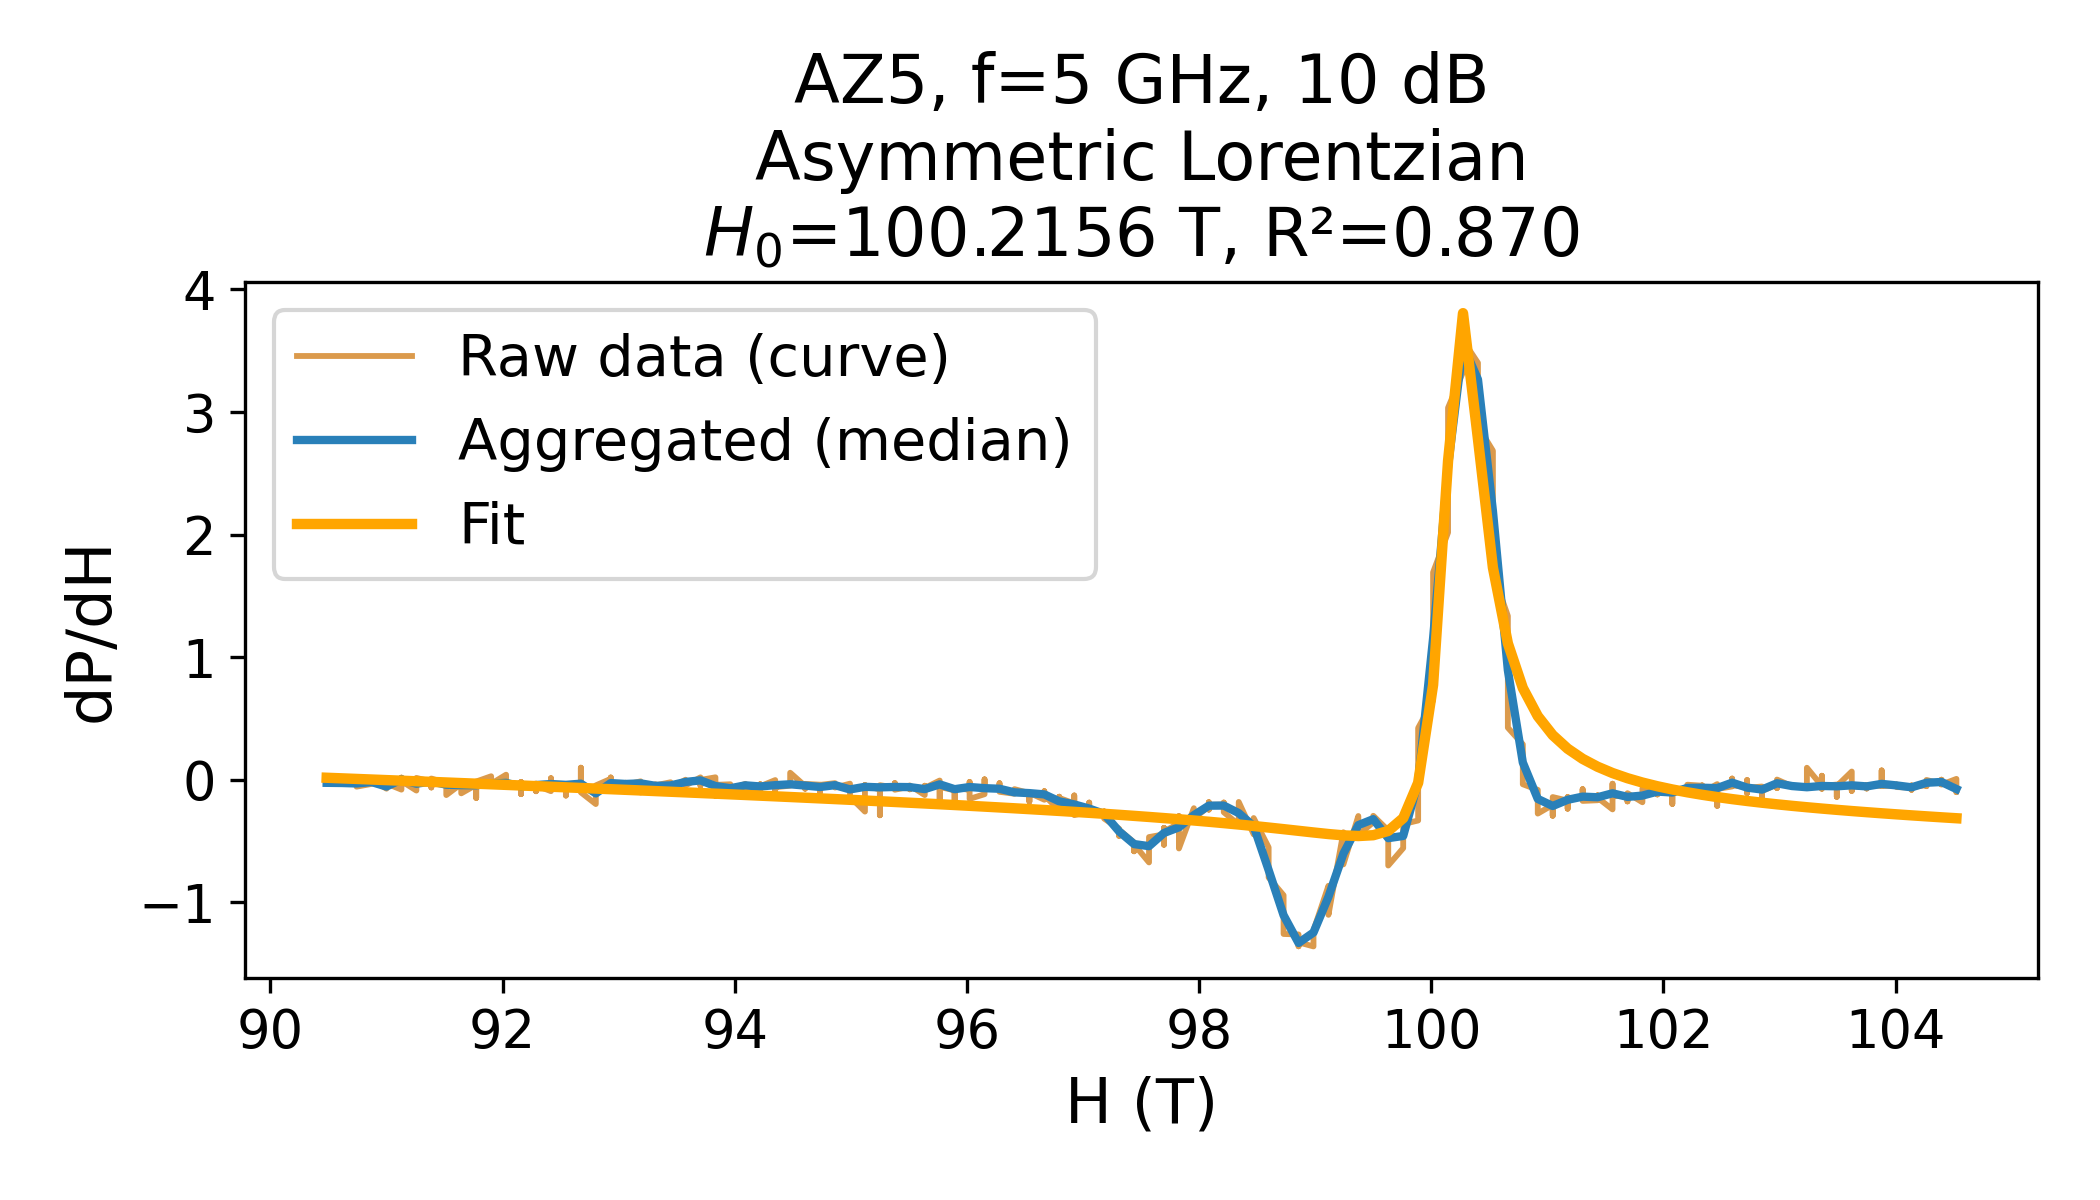 AZ5, f=5 GHz, 10 dB
Asymmetric Lorentzian
H₀=100.2156 T, R²=0.870
4
3
2
1
0
−1
dP/dH
Raw data (curve)
Aggregated (median)
Fit
90 92 94 96 98 100 102 104
H (T)